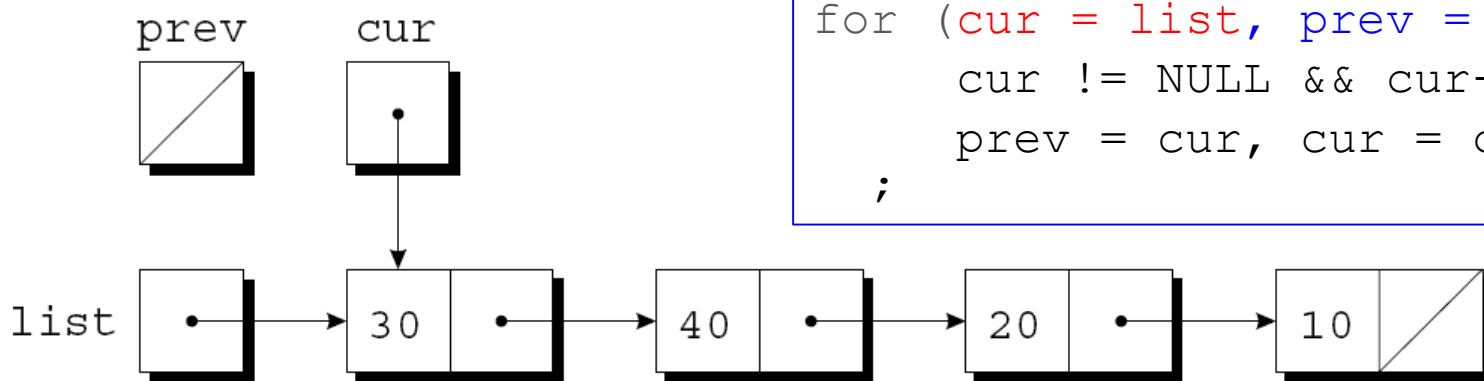 prev cur
for (cur = list, prev =
cur != NULL && cur-
prev = cur, cur =
;
list 30 40 20 10